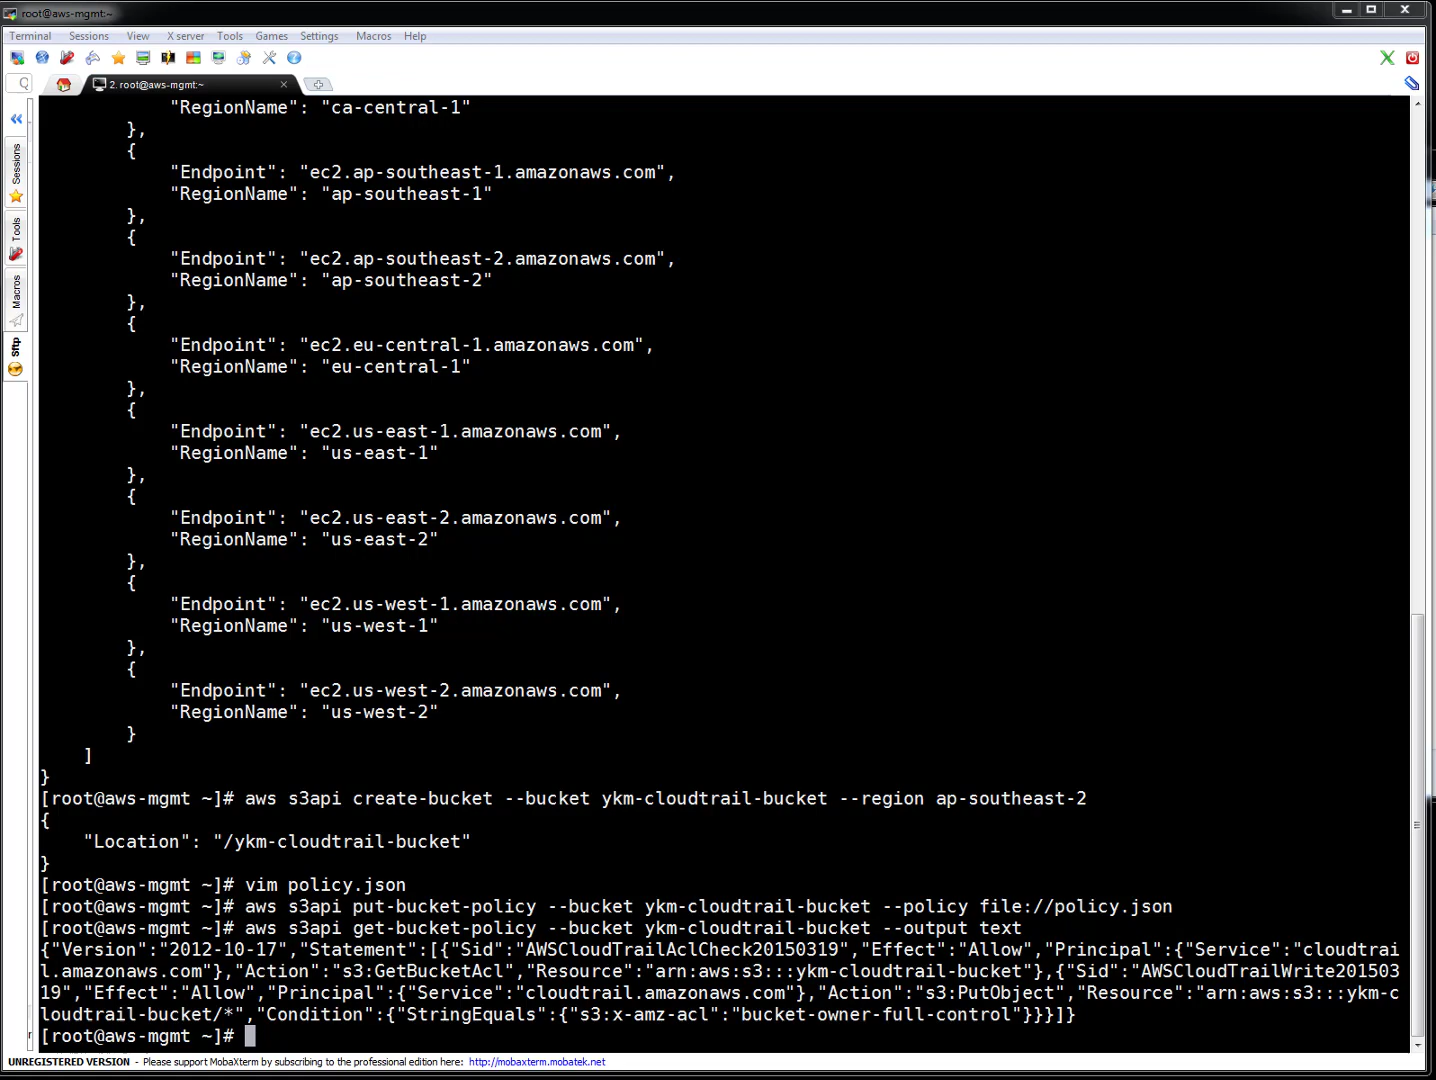 root@aws-mgmt:~
Terminal Sessions View X server Tools Games Settings Macros Help
2. root@aws-mgmt:~
Sessions
Tools
Macros
Sftp
"RegionName": "ca-central-1"
},
{
"Endpoint": "ec2.ap-southeast-1.amazonaws.com",
"RegionName": "ap-southeast-1"
},
{
"Endpoint": "ec2.ap-southeast-2.amazonaws.com",
"RegionName": "ap-southeast-2"
},
{
"Endpoint": "ec2.eu-central-1.amazonaws.com",
"RegionName": "eu-central-1"
},
{
"Endpoint": "ec2.us-east-1.amazonaws.com",
"RegionName": "us-east-1"
},
{
"Endpoint": "ec2.us-east-2.amazonaws.com",
"RegionName": "us-east-2"
},
{
"Endpoint": "ec2.us-west-1.amazonaws.com",
"RegionName": "us-west-1"
},
{
"Endpoint": "ec2.us-west-2.amazonaws.com",
"RegionName": "us-west-2"
}
]
}
[root@aws-mgmt ~]# aws s3api create-bucket --bucket ykm-cloudtrail-bucket --region ap-southeast-2
{
"Location": "/ykm-cloudtrail-bucket"
}
[root@aws-mgmt ~]# vim policy.json
[root@aws-mgmt ~]# aws s3api put-bucket-policy --bucket ykm-cloudtrail-bucket --policy file://policy.json
[root@aws-mgmt ~]# aws s3api get-bucket-policy --bucket ykm-cloudtrail-bucket --output text
{"Version":"2012-10-17","Statement":[{"Sid":"AWSCloudTrailAclCheck20150319","Effect":"Allow","Principal":{"Service":"cloudtrai
l.amazonaws.com"},"Action":"s3:GetBucketAcl","Resource":"arn:aws:s3:::ykm-cloudtrail-bucket"},{"Sid":"AWSCloudTrailWrite201503
19","Effect":"Allow","Principal":{"Service":"cloudtrail.amazonaws.com"},"Action":"s3:PutObject","Resource":"arn:aws:s3:::ykm-c
loudtrail-bucket/*","Condition":{"StringEquals":{"s3:x-amz-acl":"bucket-owner-full-control"}}}]}
[root@aws-mgmt ~]#
UNREGISTERED VERSION - Please support MobaXterm by subscribing to the professional edition here: http://mobaxterm.mobatek.net